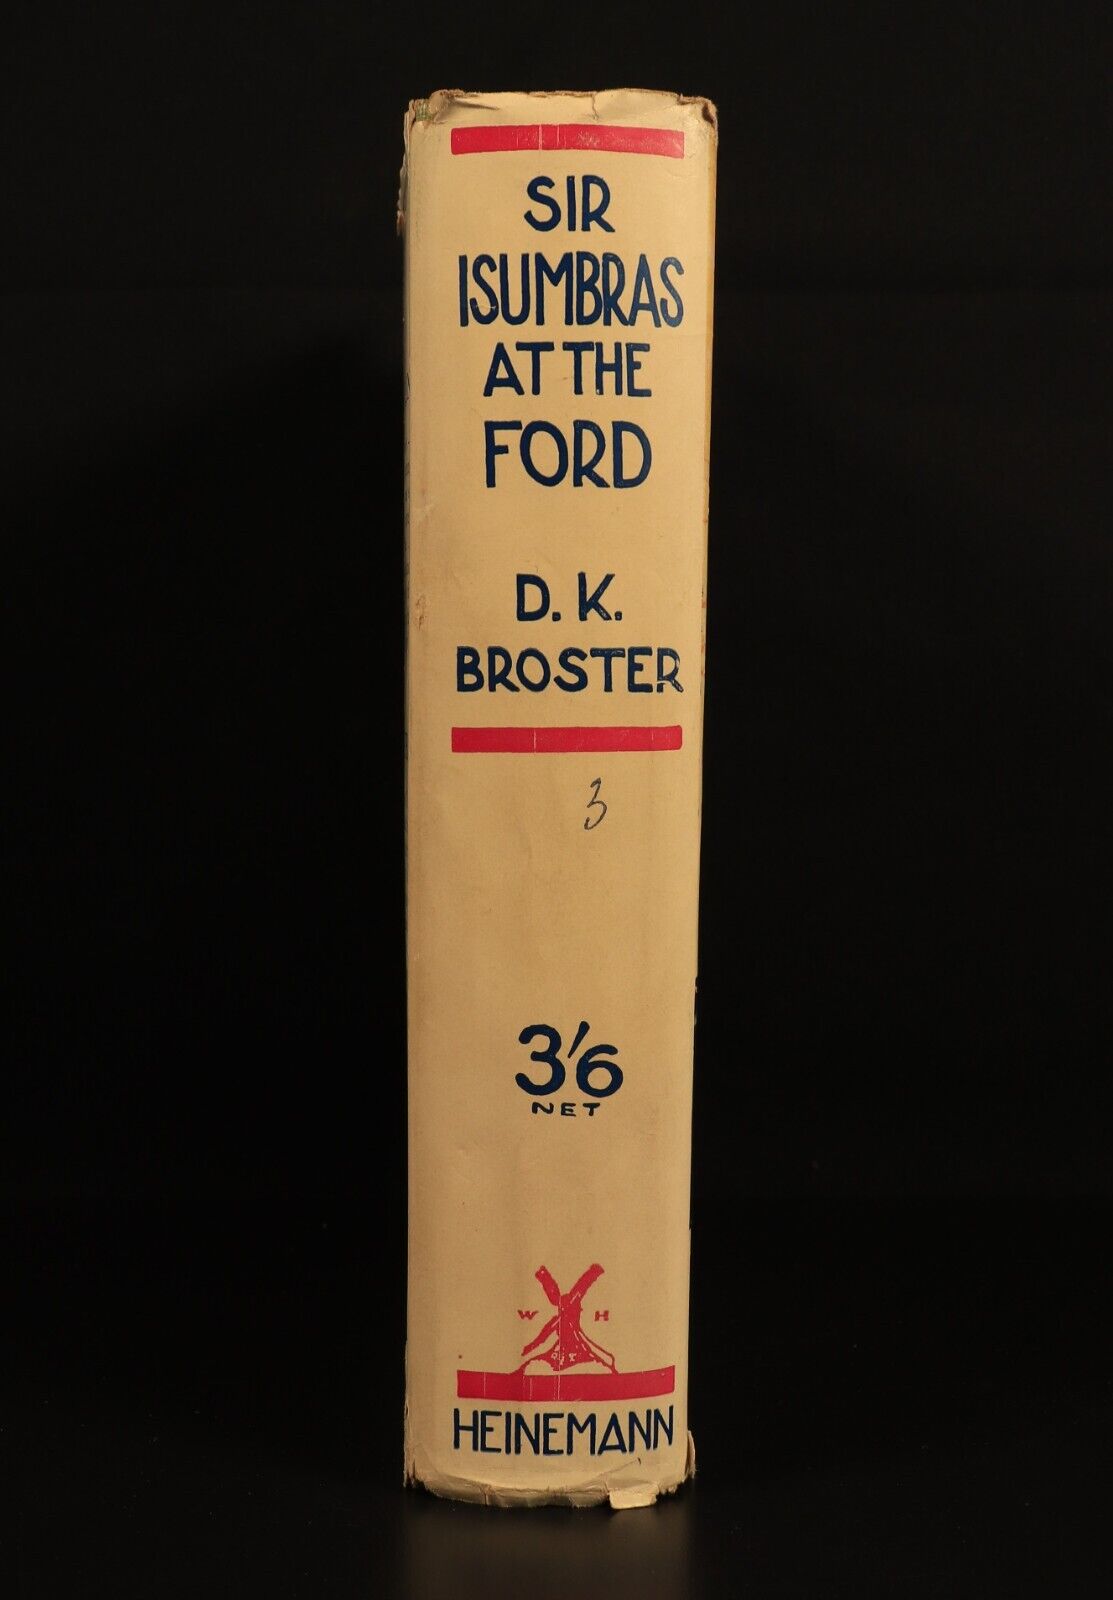 SIR
ISUMBRAS
AT THE
FORD
D. K.
BROSTER
3
3'6
NET
W H
HEINEMANN